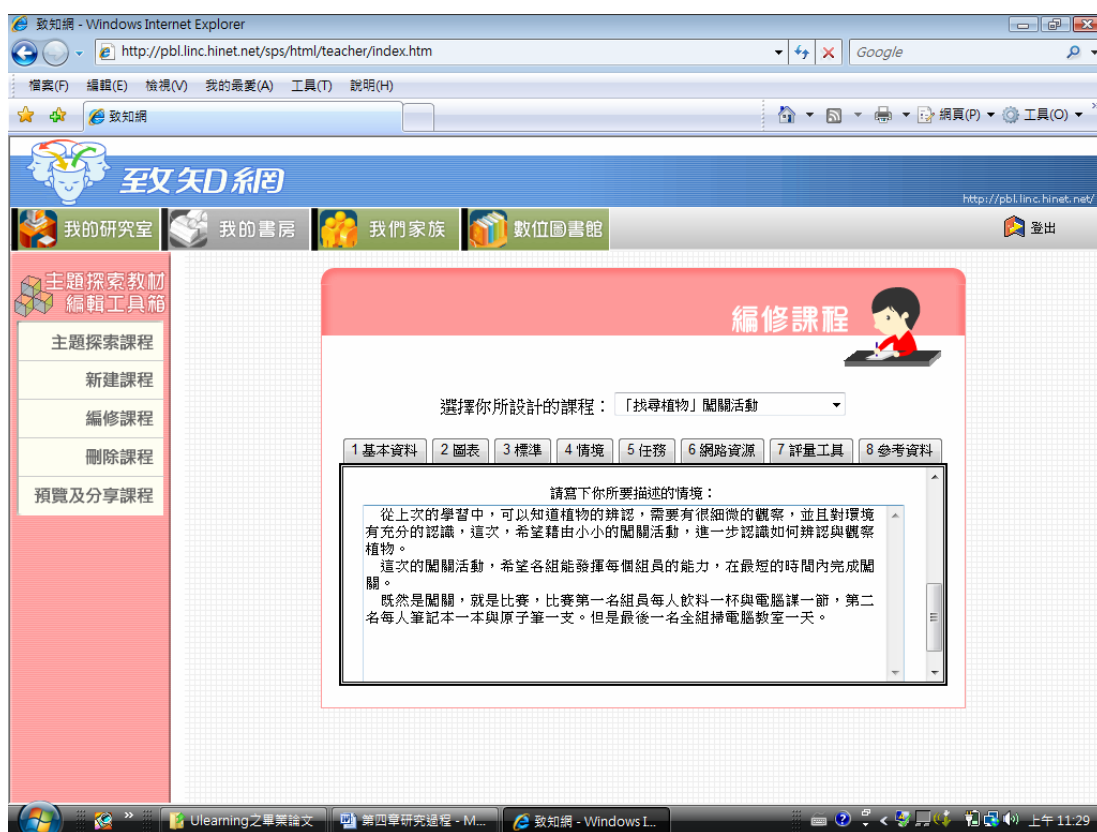 致知網 - Windows Internet Explorer
http://pbl.linc.hinet.net/sps/html/teacher/index.htm
Google
檔案(F) 編輯(E) 檢視(V) 我的最愛(A) 工具(T) 說明(H)
致知網
網頁(P) 工具(O)
致知網
http://pbl.linc.hinet.net/
我的研究室 我的書房 我們家族 數位圖書館 登出
主題探索教材
編輯工具箱
主題探索課程
新建課程
編修課程
刪除課程
預覽及分享課程
編修課程
選擇你所設計的課程： 「找尋植物」闖關活動
1 基本資料 2 圖表 3 標準 4 情境 5 任務 6 網路資源 7 評量工具 8 參考資料
請寫下你所要描述的情境：
從上次的學習中，可以知道植物的辨認，需要有很細微的觀察，並且對環境
有充分的認識，這次，希望藉由小小的闖關活動，進一步認識如何辨認與觀察
植物。
這次的闖關活動，希望各組能發揮每個組員的能力，在最短的時間內完成闖
關。
既然是闖關，就是比賽，比賽第一名組員每人飲料一杯與電腦課一節，第二
名每人筆記本一本與原子筆一支。但是最後一名全組掃電腦教室一天。
Ulearning之畢業論文 第四章研究過程 - M... 致知網 - Windows I... 上午 11:29